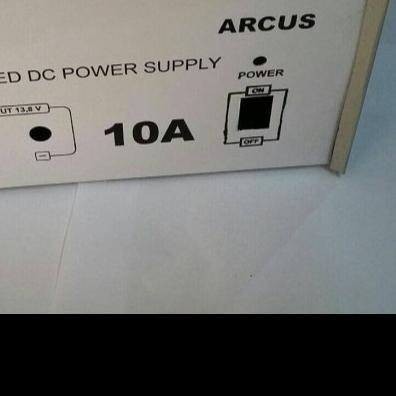 ARCUS
ED DC POWER SUPPLY
POWER
UT 13,8 V
ON
10A
OFF
−